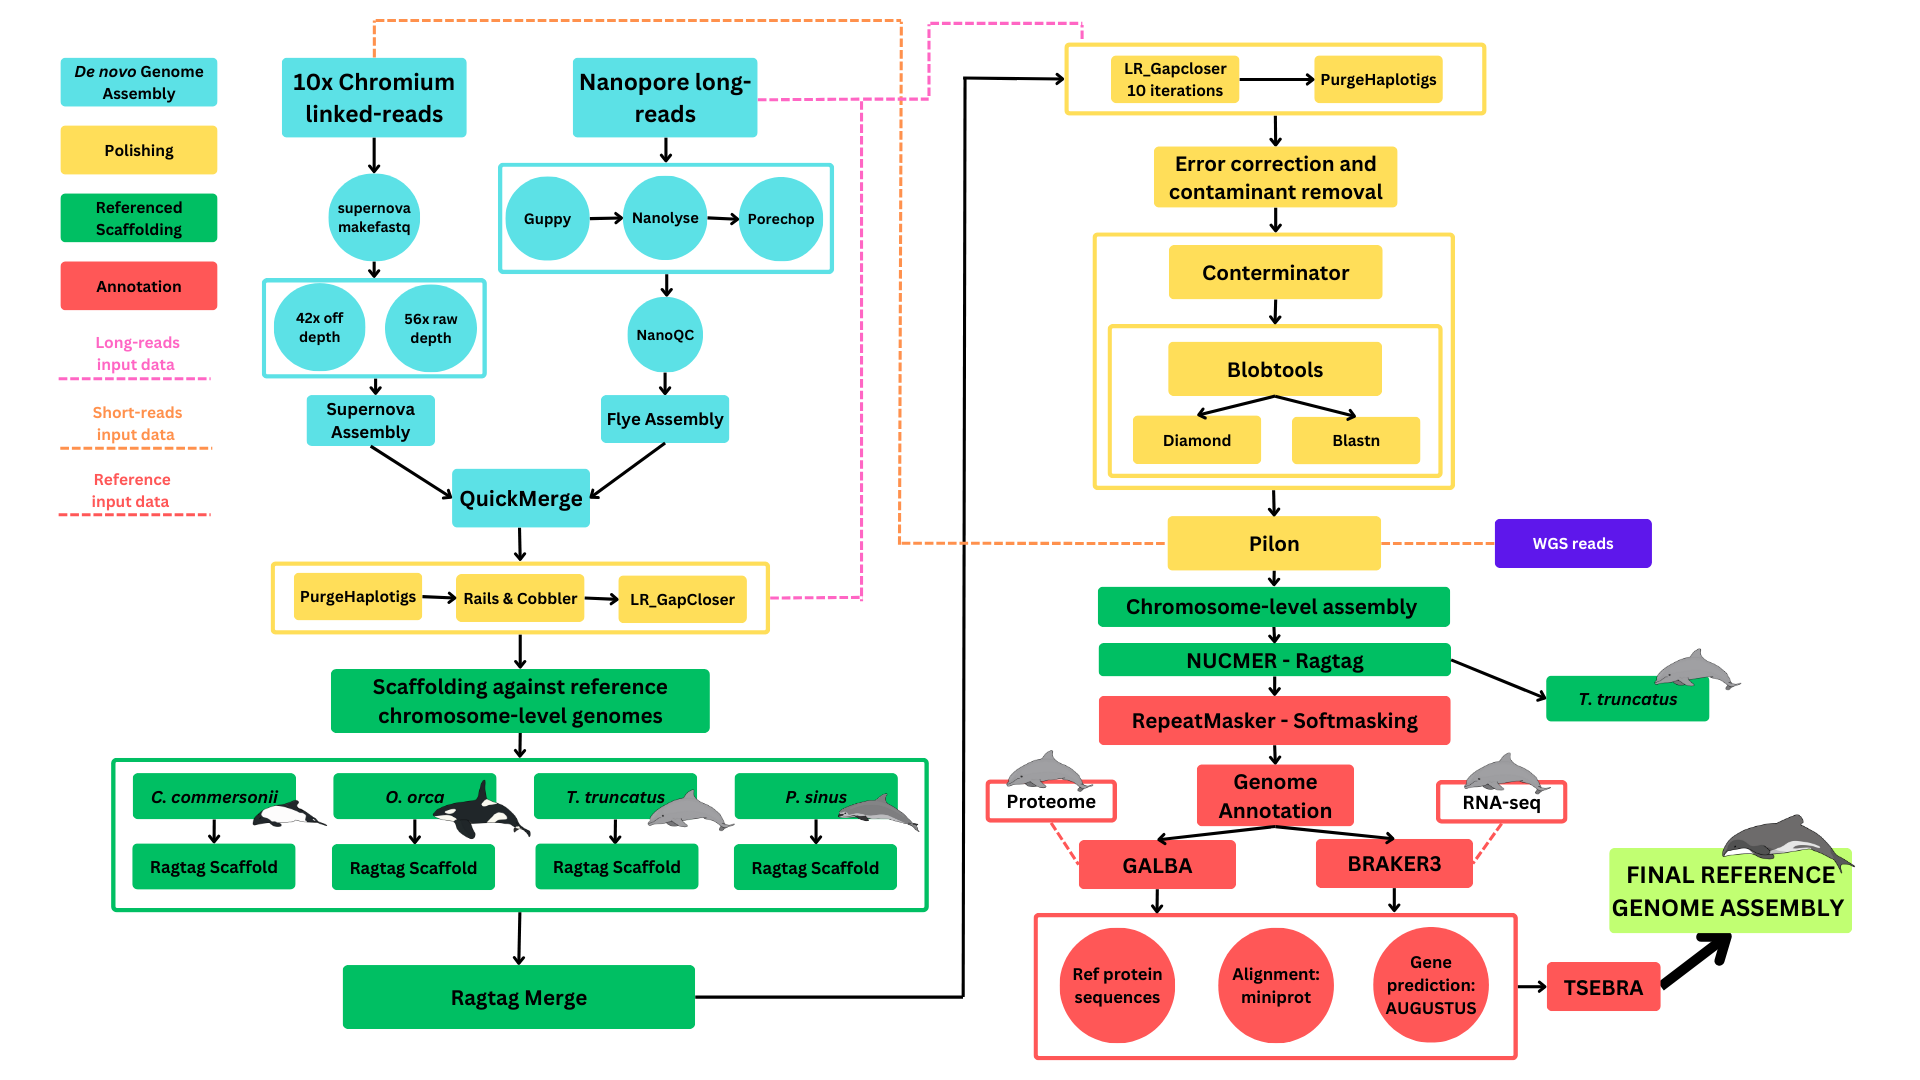 De novo Genome
Assembly
Polishing
Referenced
Scaffolding
Annotation
Long-reads
input data
Short-reads
input data
Reference
input data
10x Chromium
linked-reads
supernova
makefastq
42x off
depth
56x raw
depth
Supernova
Assembly
Nanopore long-
reads
Guppy
Nanolyse
Porechop
NanoQC
Flye Assembly
QuickMerge
PurgeHaplotigs
Rails & Cobbler
LR_GapCloser
Scaffolding against reference
chromosome-level genomes
C. commersonii
O. orca
T. truncatus
P. sinus
Ragtag Scaffold
Ragtag Scaffold
Ragtag Scaffold
Ragtag Scaffold
Ragtag Merge
LR_Gapcloser
10 iterations
PurgeHaplotigs
Error correction and
contaminant removal
Conterminator
Blobtools
Diamond
Blastn
Pilon
WGS reads
Chromosome-level assembly
NUCMER - Ragtag
T. truncatus
RepeatMasker - Softmasking
Genome
Annotation
Proteome
RNA-seq
GALBA
BRAKER3
Ref protein
sequences
Alignment:
miniprot
Gene
prediction:
AUGUSTUS
TSEBRA
FINAL REFERENCE
GENOME ASSEMBLY